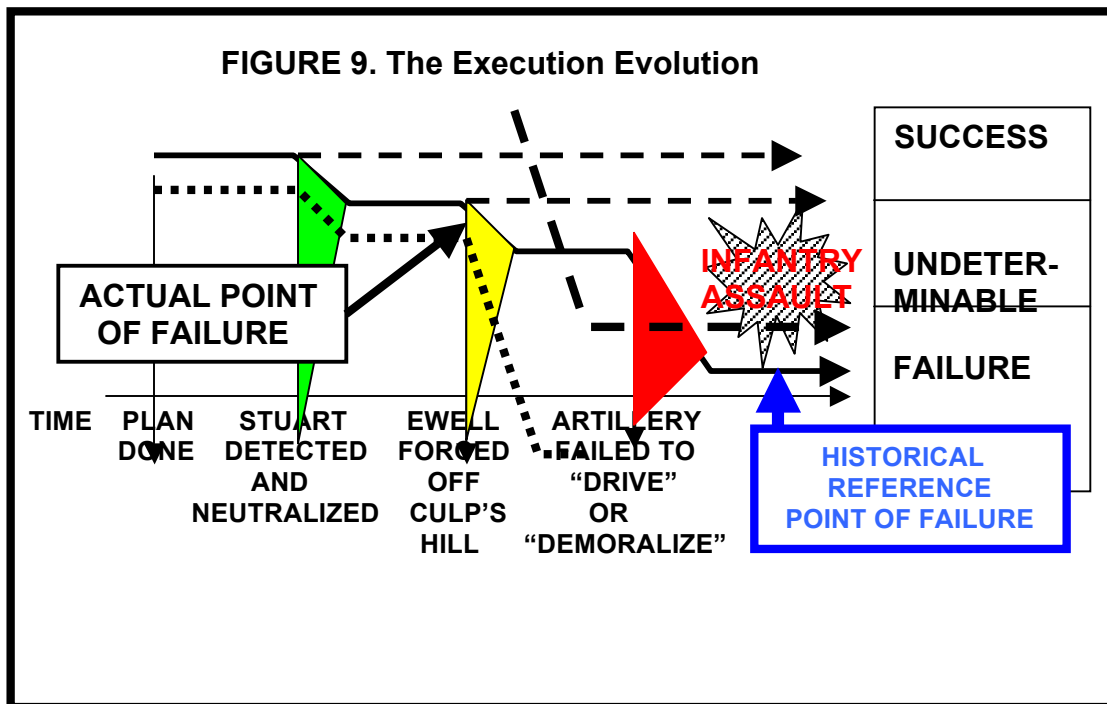 FIGURE 9. The Execution Evolution
SUCCESS
UNDETER-
MINABLE
FAILURE
INFANTRY
ASSAULT
ACTUAL POINT
OF FAILURE
TIME
PLAN
DONE
STUART
DETECTED
AND
NEUTRALIZED
EWELL
FORCED
OFF
CULP'S
HILL
ARTILLERY
FAILED TO
“DRIVE”
OR
“DEMORALIZE”
HISTORICAL
REFERENCE
POINT OF FAILURE